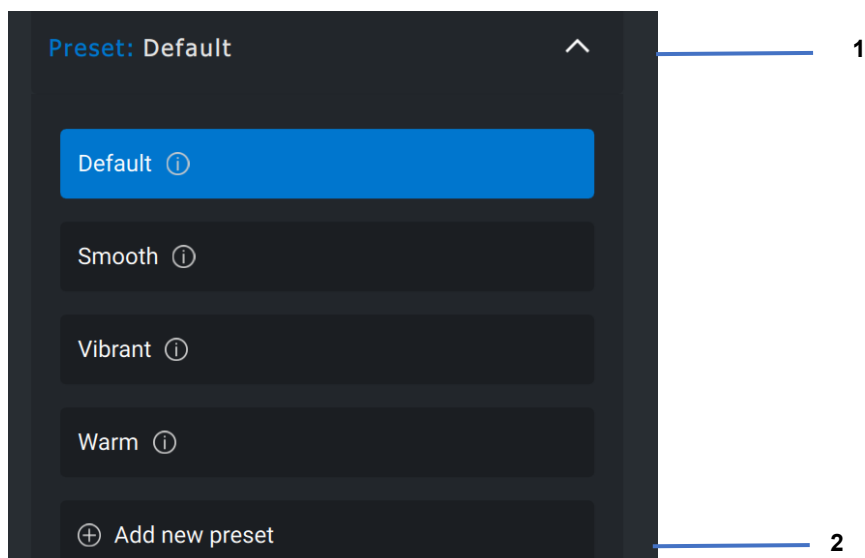 Preset: Default
1
Default
Smooth
Vibrant
Warm
Add new preset
2